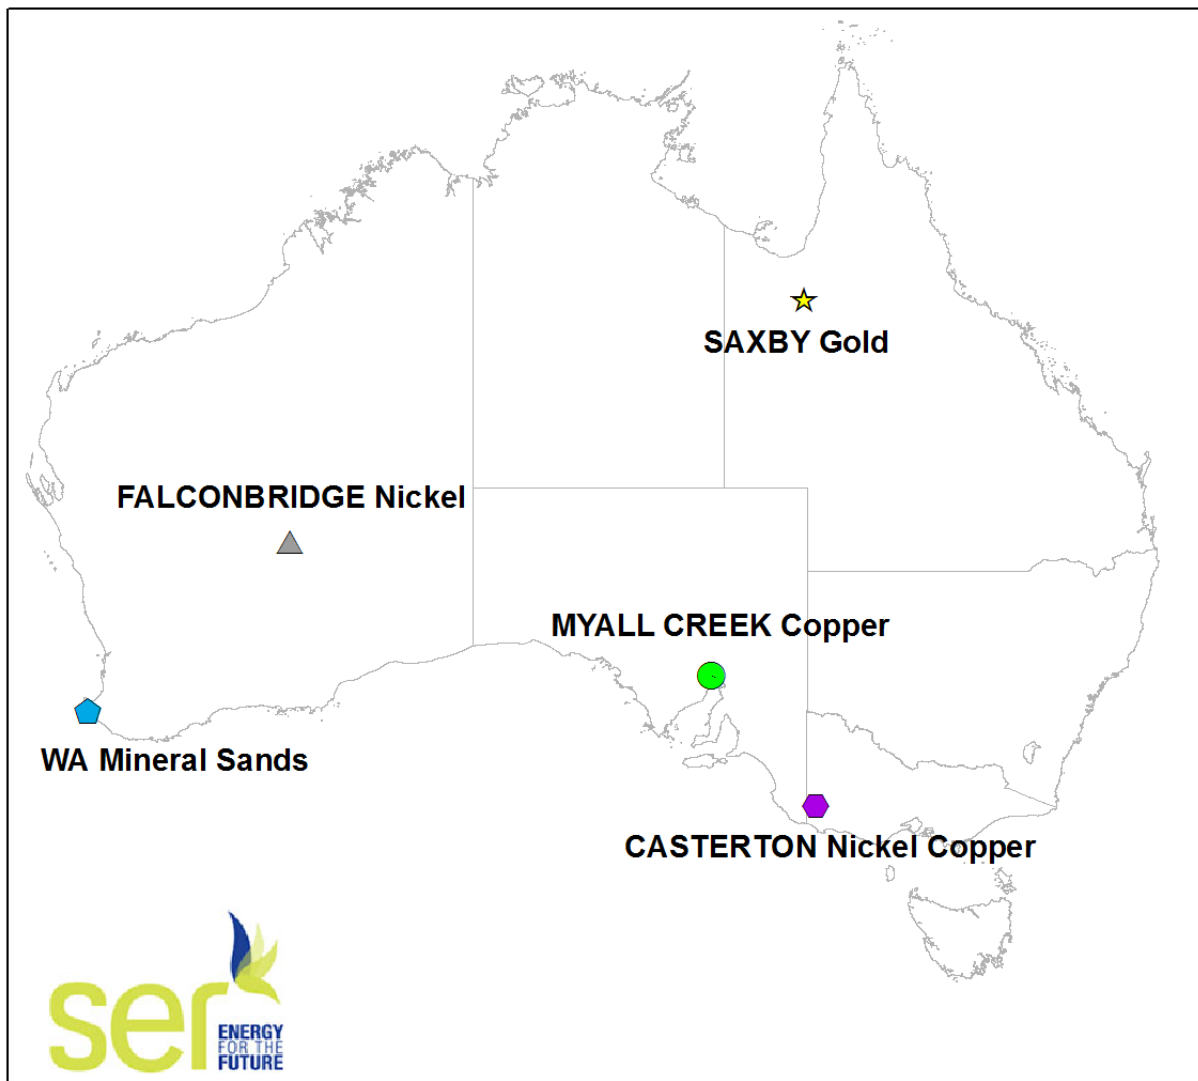 SAXBY Gold
FALCONBRIDGE Nickel
MYALL CREEK Copper
WA Mineral Sands
CASTERTON Nickel Copper
ser
ENERGY
FOR THE
FUTURE